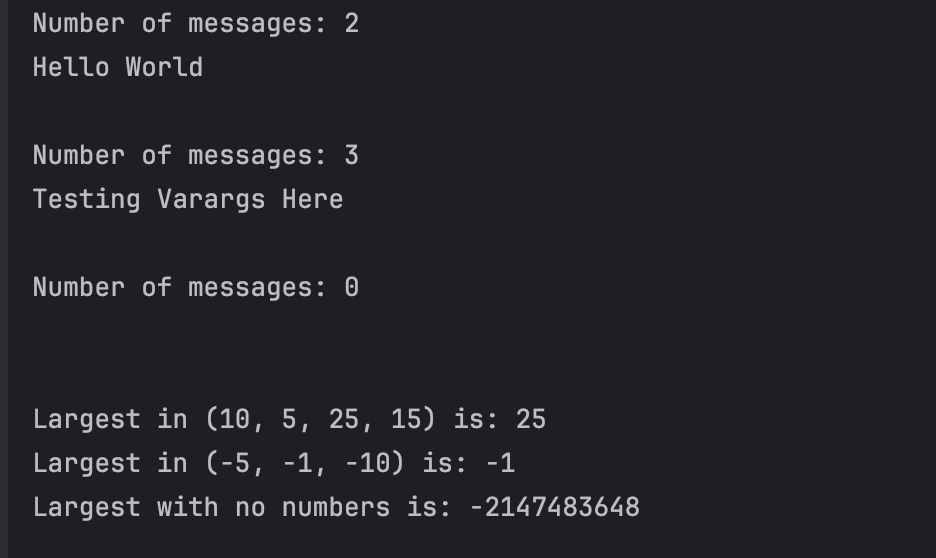 Number of messages: 2
Hello World
Number of messages: 3
Testing Varargs Here
Number of messages: 0
Largest in (10, 5, 25, 15) is: 25
Largest in (-5, -1, -10) is: -1
Largest with no numbers is: -2147483648